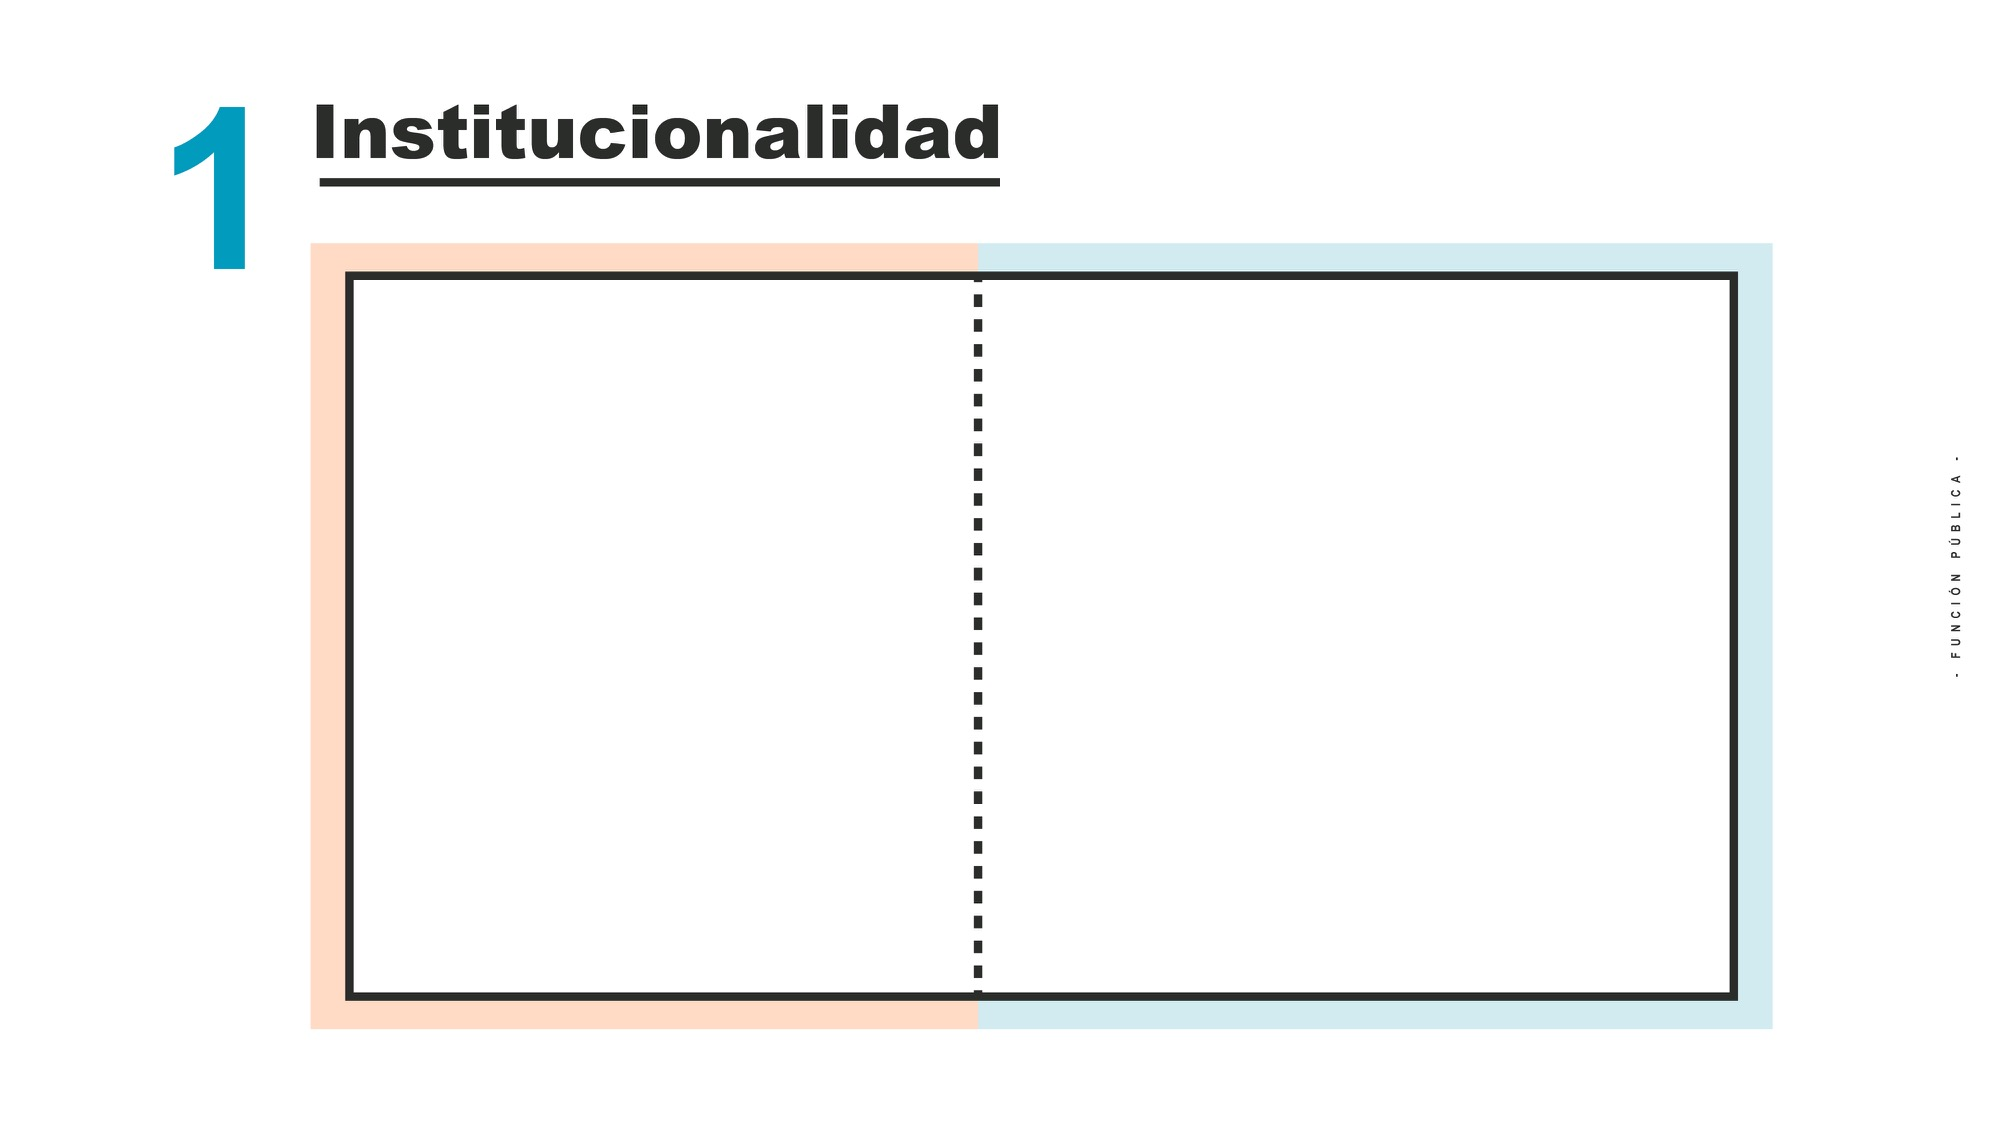 1
Institucionalidad
- FUNCIÓN PÚBLICA -